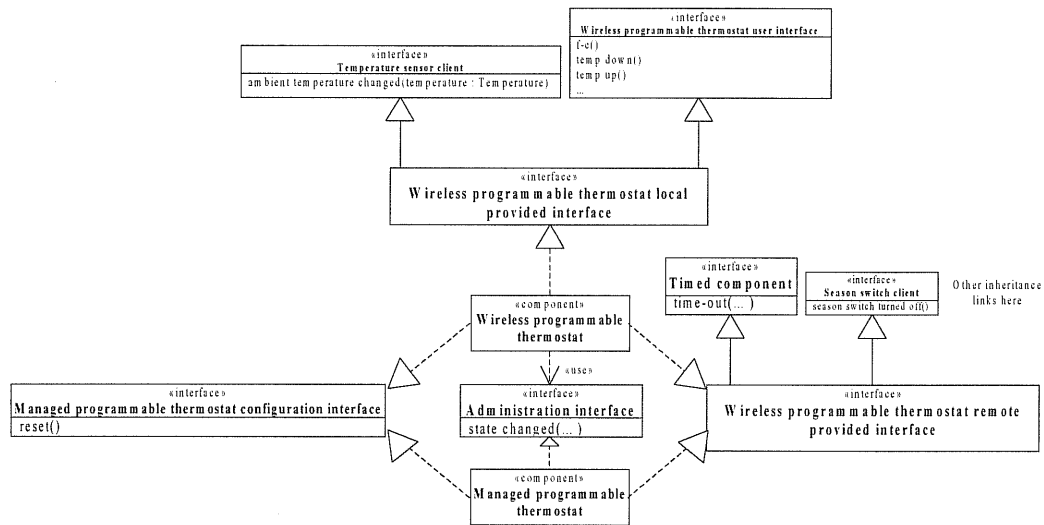 «interface»
Wireless programmable thermostat user interface
f-c()
temp down()
temp up()
...
«interface»
Temperature sensor client
ambient temperature changed(temperature : Temperature)
«interface»
Wireless programmable thermostat local
provided interface
«interface»
Timed component
time-out(...)
«interface»
Season switch client
season switch turned off()
Other inheritance
links here
«component»
Wireless programmable
thermostat
«uses»
«interface»
Managed programmable thermostat configuration interface
reset()
«interface»
Administration interface
state changed(...)
«interface»
Wireless programmable thermostat remote
provided interface
«component»
Managed programmable
thermostat